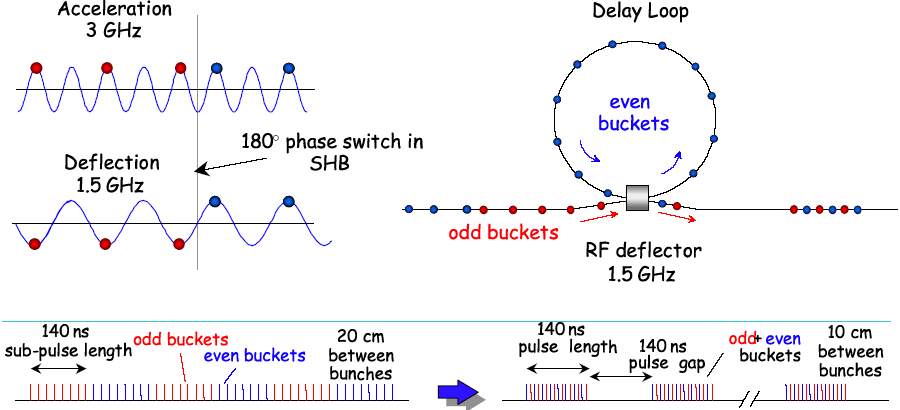 Acceleration
3 GHz
Delay Loop
even
buckets
180° phase switch in
SHB
Deflection
1.5 GHz
odd buckets
RF deflector
1.5 GHz
140 ns
sub-pulse length
odd buckets
even buckets
20 cm
between
bunches
140 ns
pulse length
140 ns
pulse gap
odd+ even
buckets
10 cm
between
bunches